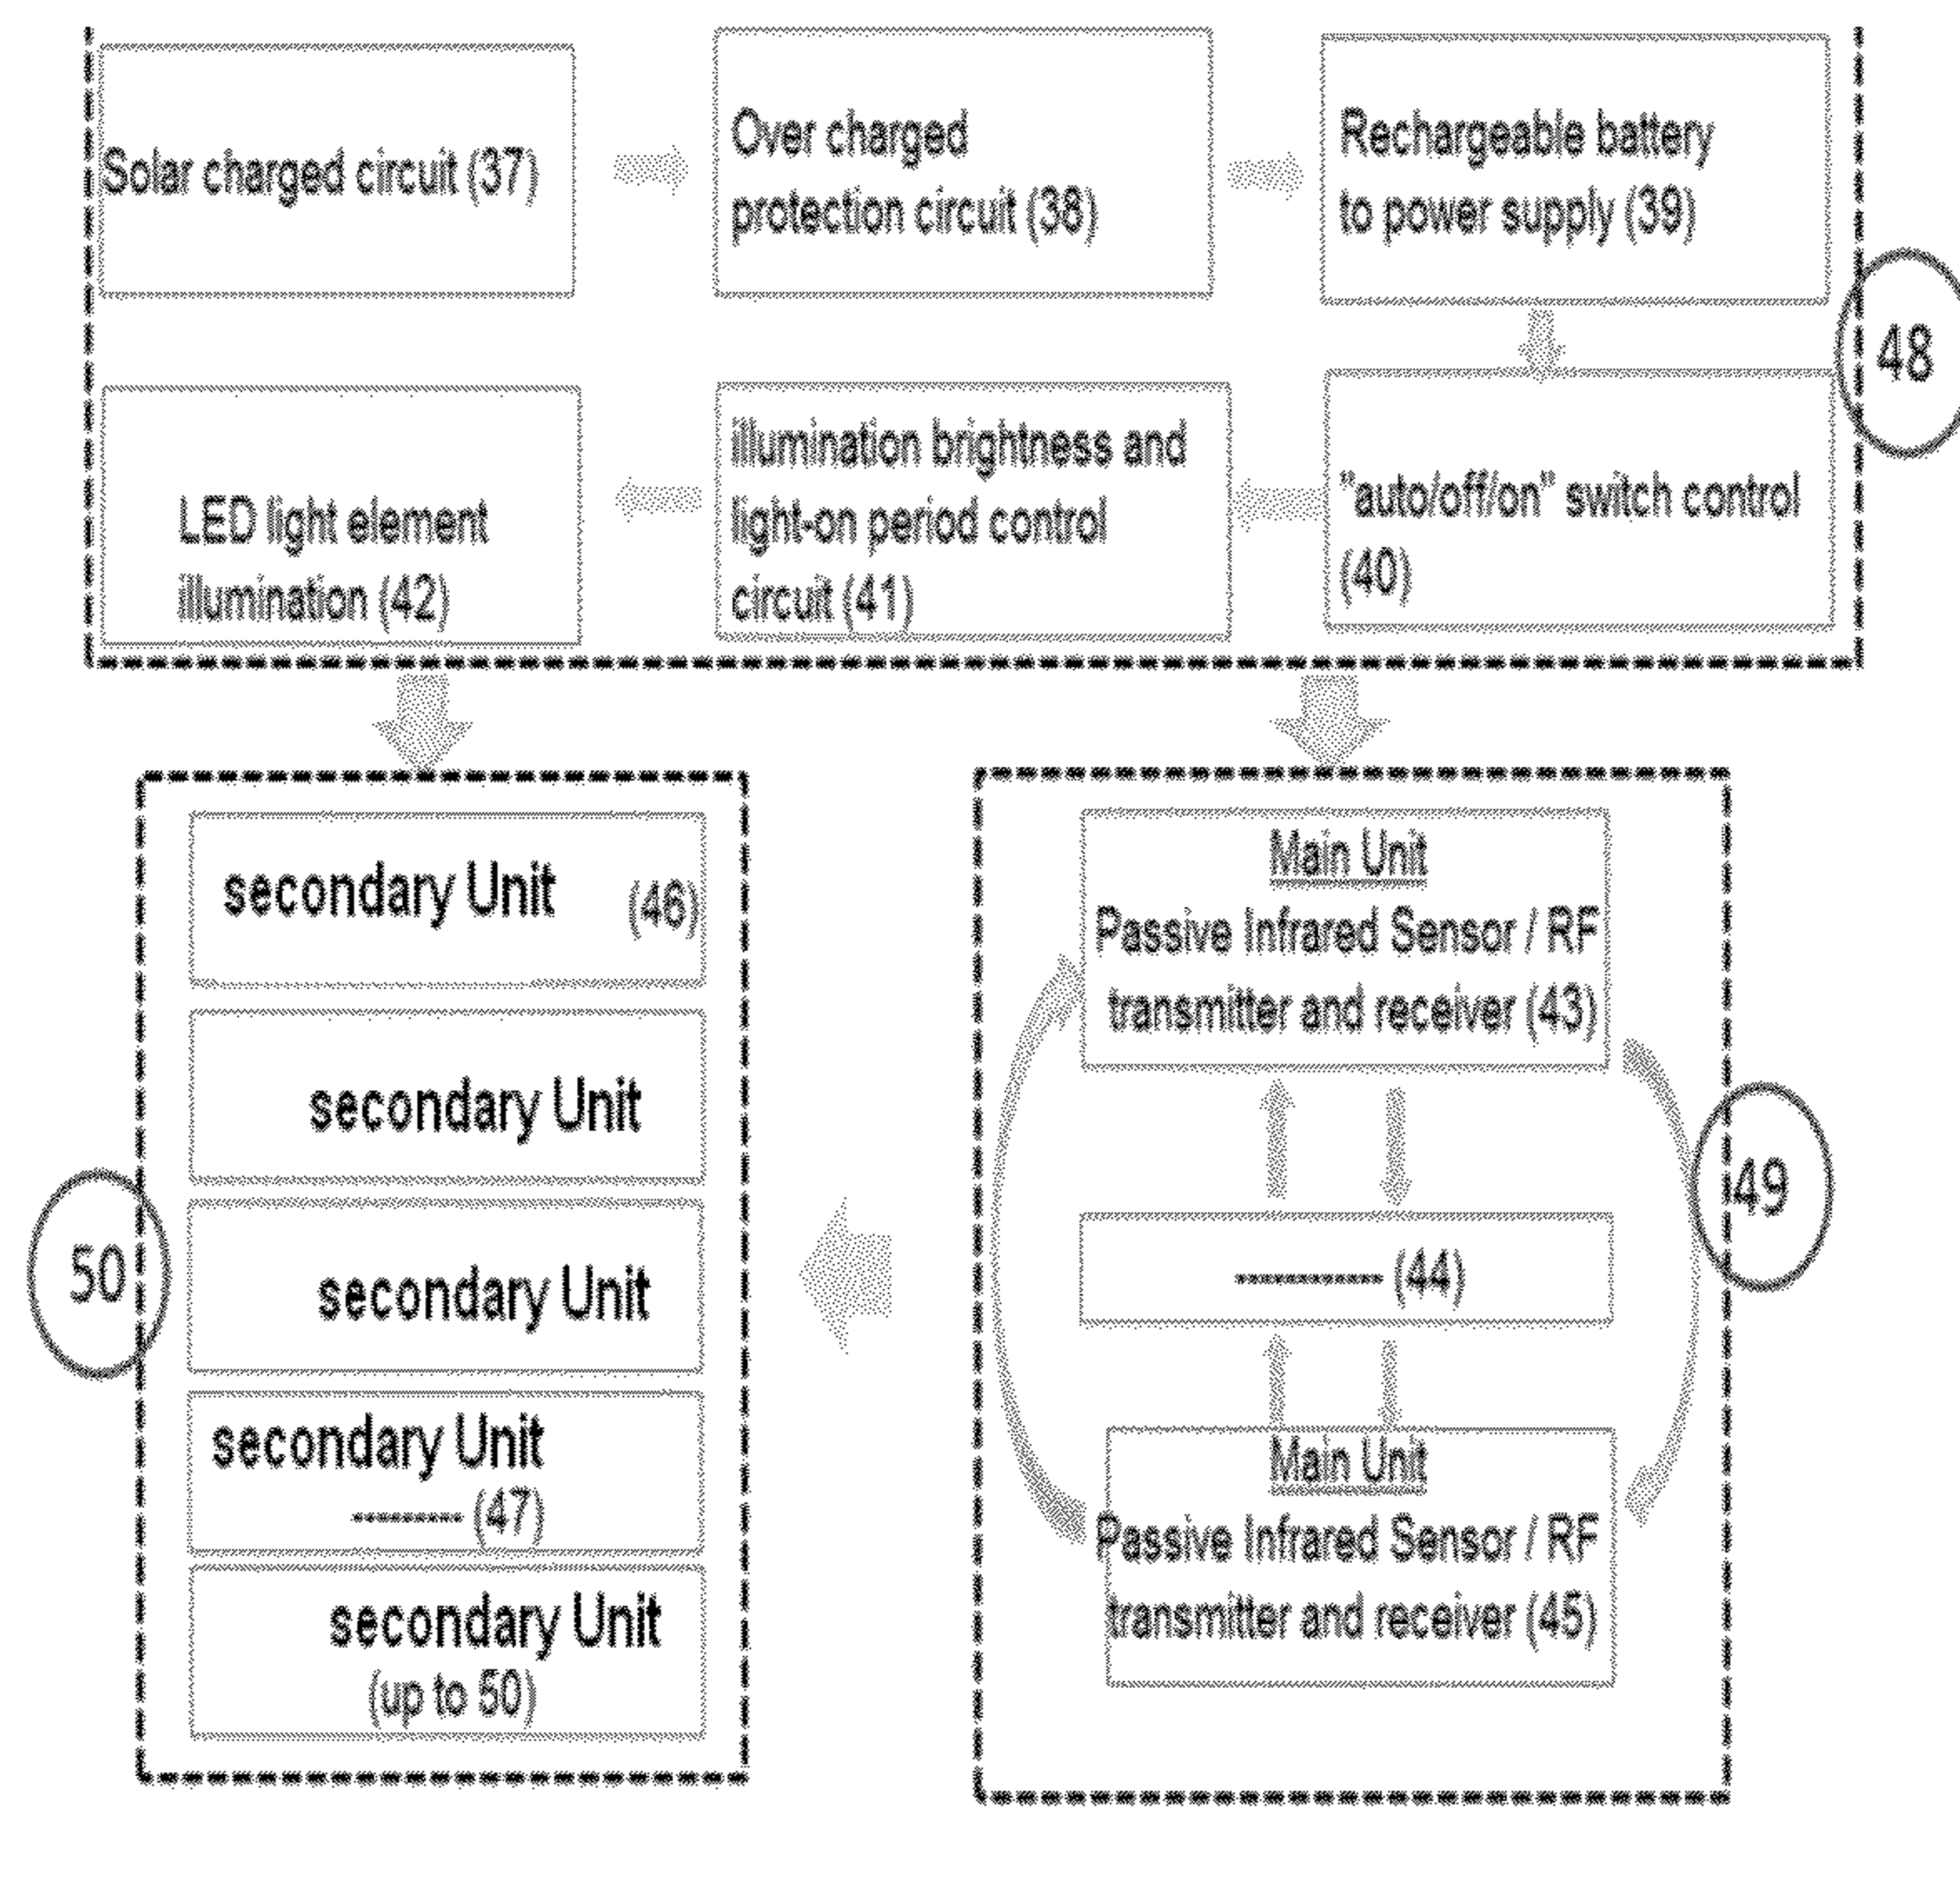 Solar charged circuit (37)
Over charged
protection circuit (38)
Rechargeable battery
to power supply (39)
48
LED light element
illumination (42)
illumination brightness and
light-on period control
circuit (41)
"auto/off/on" switch control
(40)
secondary Unit (46)
secondary Unit
secondary Unit
secondary Unit
---------- (47)
secondary Unit
(up to 50)
50
Main Unit
Passive Infrared Sensor / RF
transmitter and receiver (43)
------------- (44)
Main Unit
Passive Infrared Sensor / RF
transmitter and receiver (45)
49